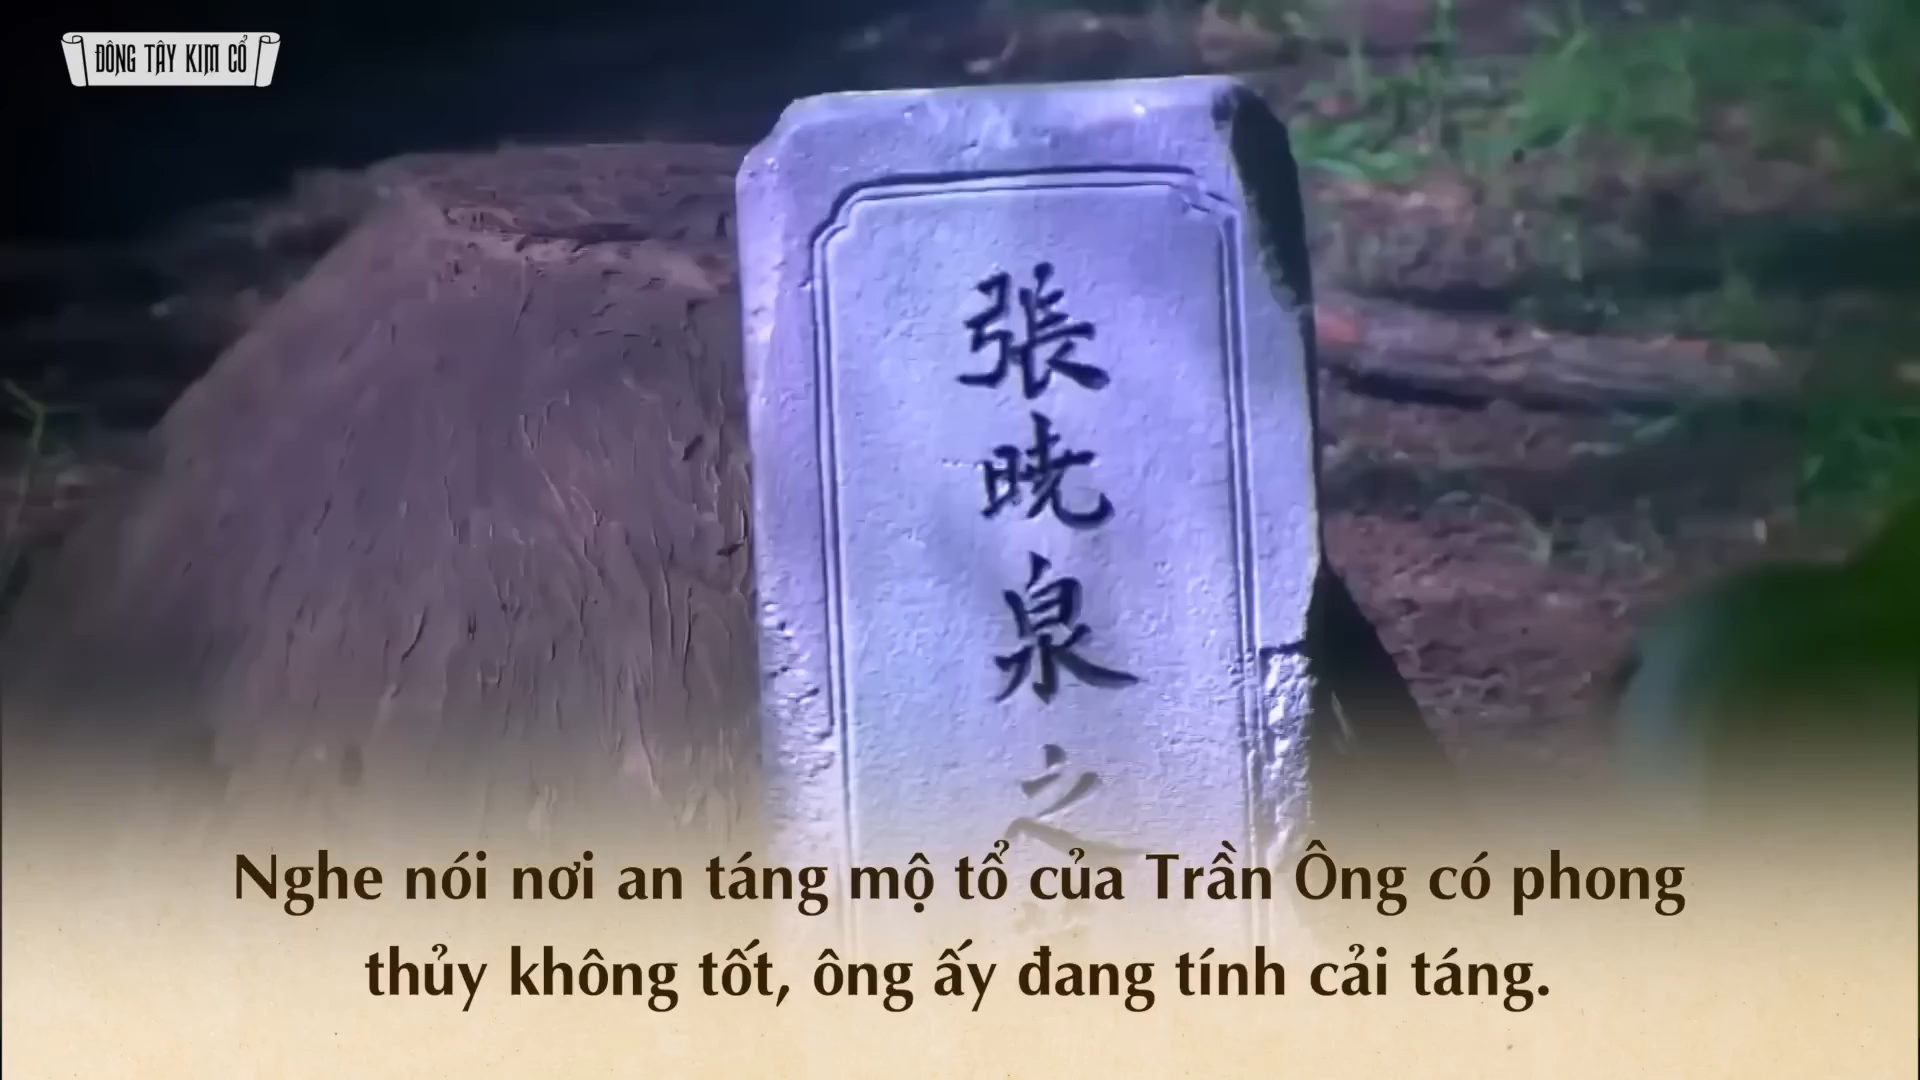 ĐÔNG TÂY KIM CỔ
張
曉
泉
之
Nghe nói nơi an táng mộ tổ của Trần Ông có phong
thủy không tốt, ông ấy đang tính cải táng.